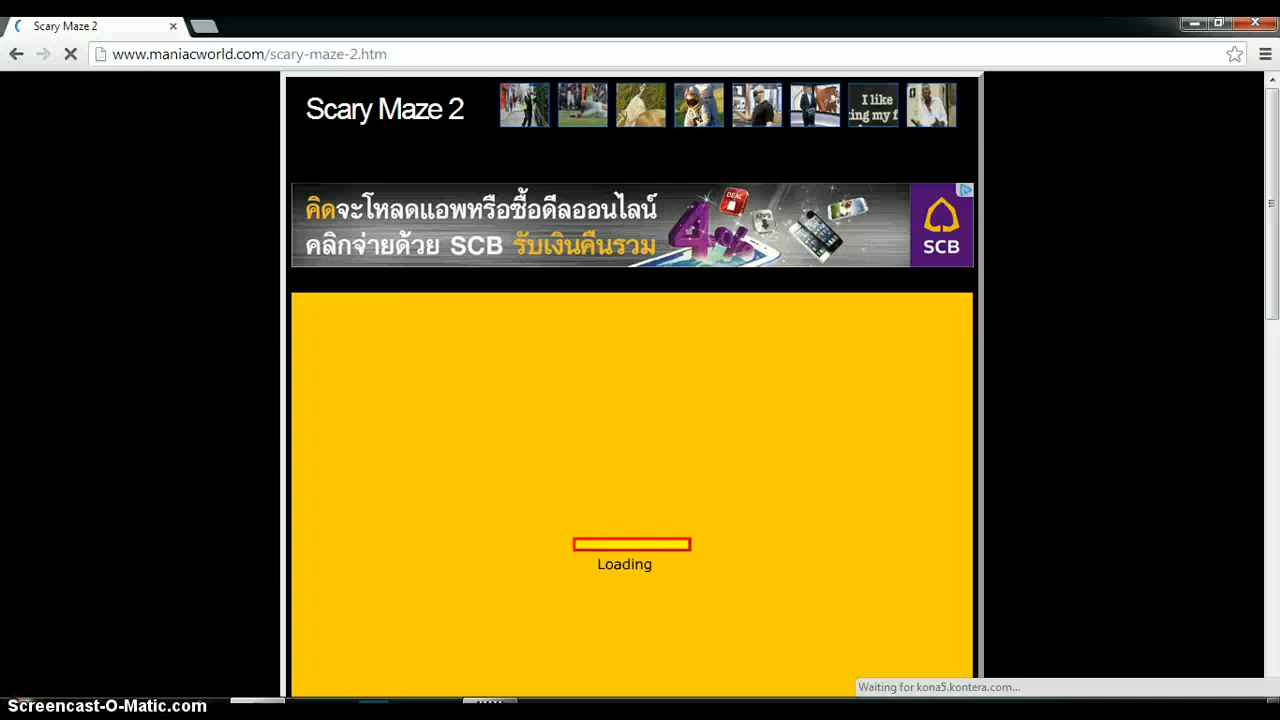 Scary Maze 2
www.maniacworld.com/scary-maze-2.htm
Scary Maze 2
I like
คิดจะโหลดแอพหรือซื้อดีลออนไลน์
คลิกจ่ายด้วย SCB รับเงินคืนรวม
4%
DEAL
SCB
Loading
Waiting for kona5.kontera.com...
Screencast-O-Matic.com